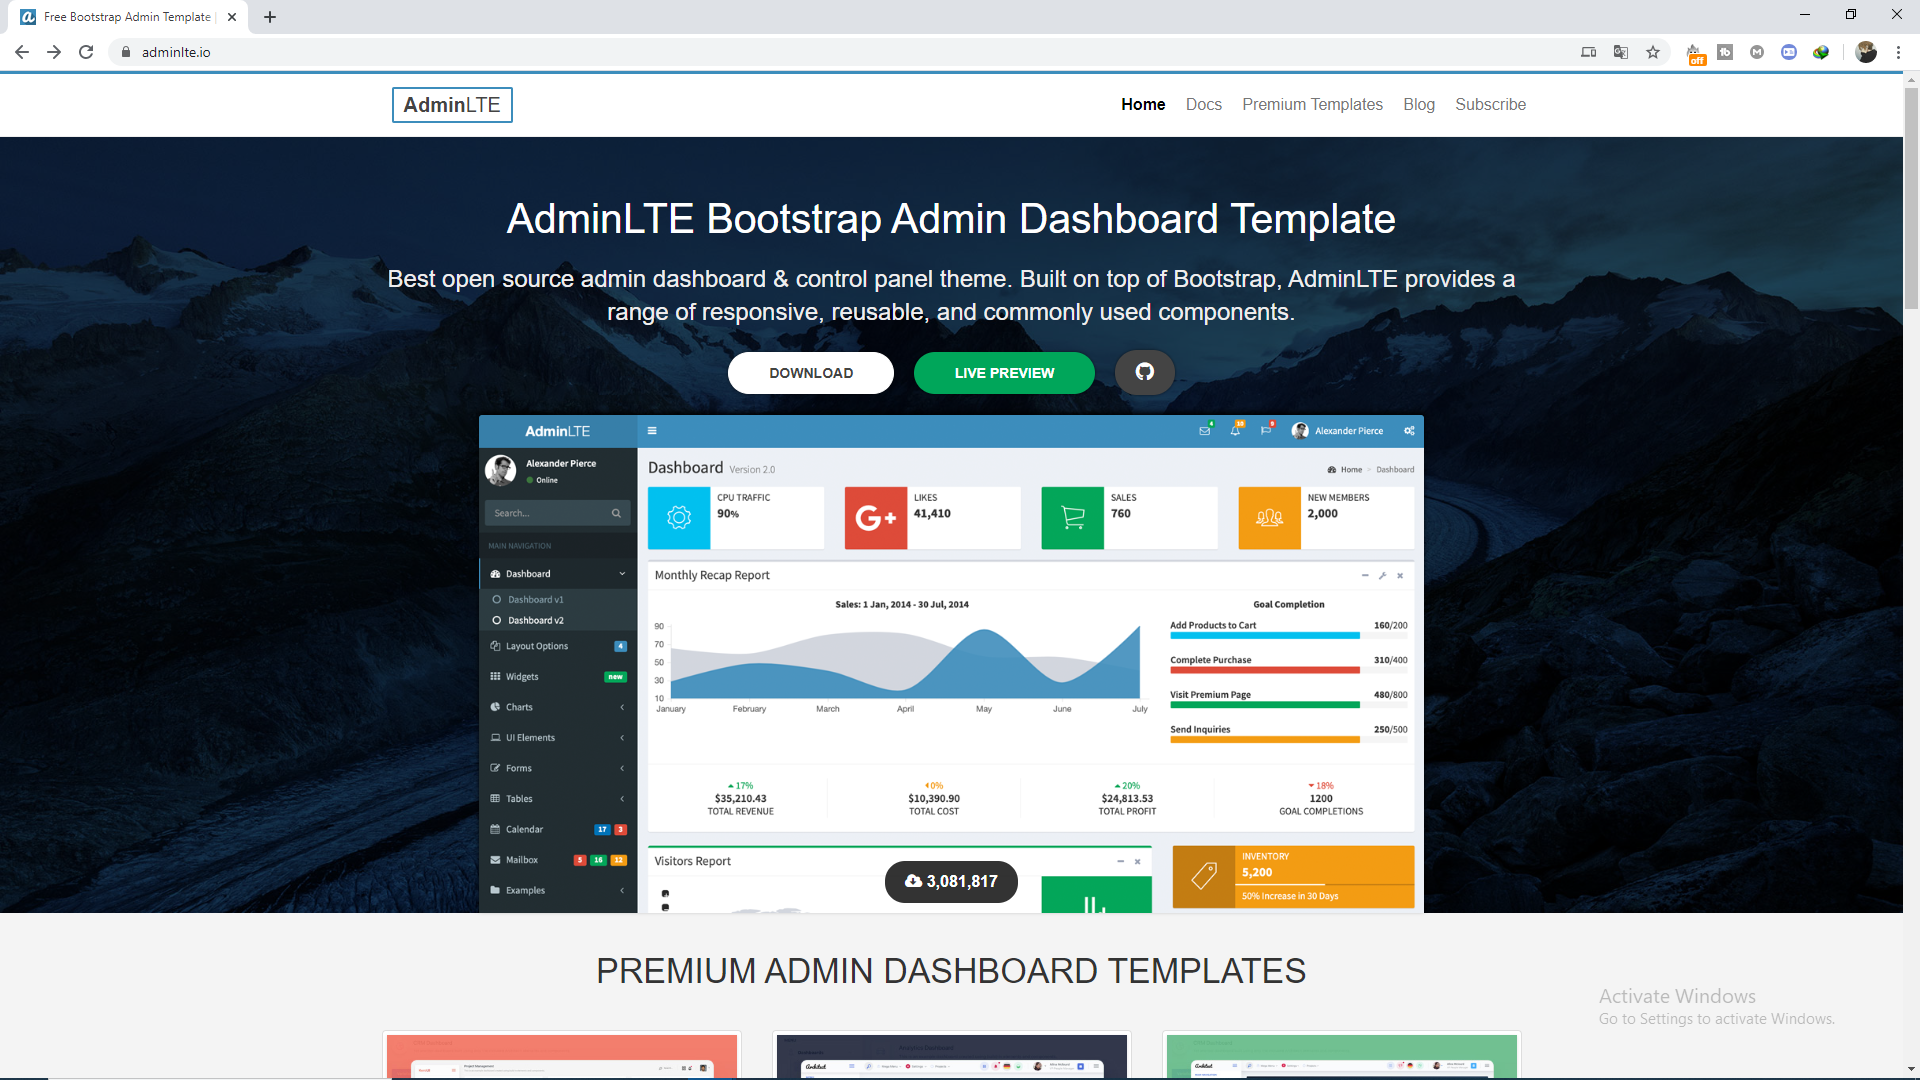 Free Bootstrap Admin Template |
adminlte.io
off
AdminLTE
Home Docs Premium Templates Blog Subscribe
AdminLTE Bootstrap Admin Dashboard Template
Best open source admin dashboard & control panel theme. Built on top of Bootstrap, AdminLTE provides a
range of responsive, reusable, and commonly used components.
DOWNLOAD LIVE PREVIEW
AdminLTE
4 10 9 Alexander Pierce
Alexander Pierce
Online
Search...
MAIN NAVIGATION
Dashboard
Dashboard v1
Dashboard v2
Layout Options 4
Widgets new
Charts
UI Elements
Forms
Tables
Calendar 17 3
Mailbox 5 16 12
Examples
Dashboard Version 2.0
Home Dashboard
CPU TRAFFIC
90%
LIKES
41,410
SALES
760
NEW MEMBERS
2,000
Monthly Recap Report
Sales: 1 Jan, 2014 - 30 Jul, 2014
90
70
50
30
10
January February March April May June July
Goal Completion
Add Products to Cart 160/200
Complete Purchase 310/400
Visit Premium Page 480/800
Send Inquiries 250/500
17%
$35,210.43
TOTAL REVENUE
0%
$10,390.90
TOTAL COST
20%
$24,813.53
TOTAL PROFIT
18%
1200
GOAL COMPLETIONS
Visitors Report
3,081,817
INVENTORY
5,200
50% Increase in 30 Days
PREMIUM ADMIN DASHBOARD TEMPLATES
Activate Windows
Go to Settings to activate Windows.